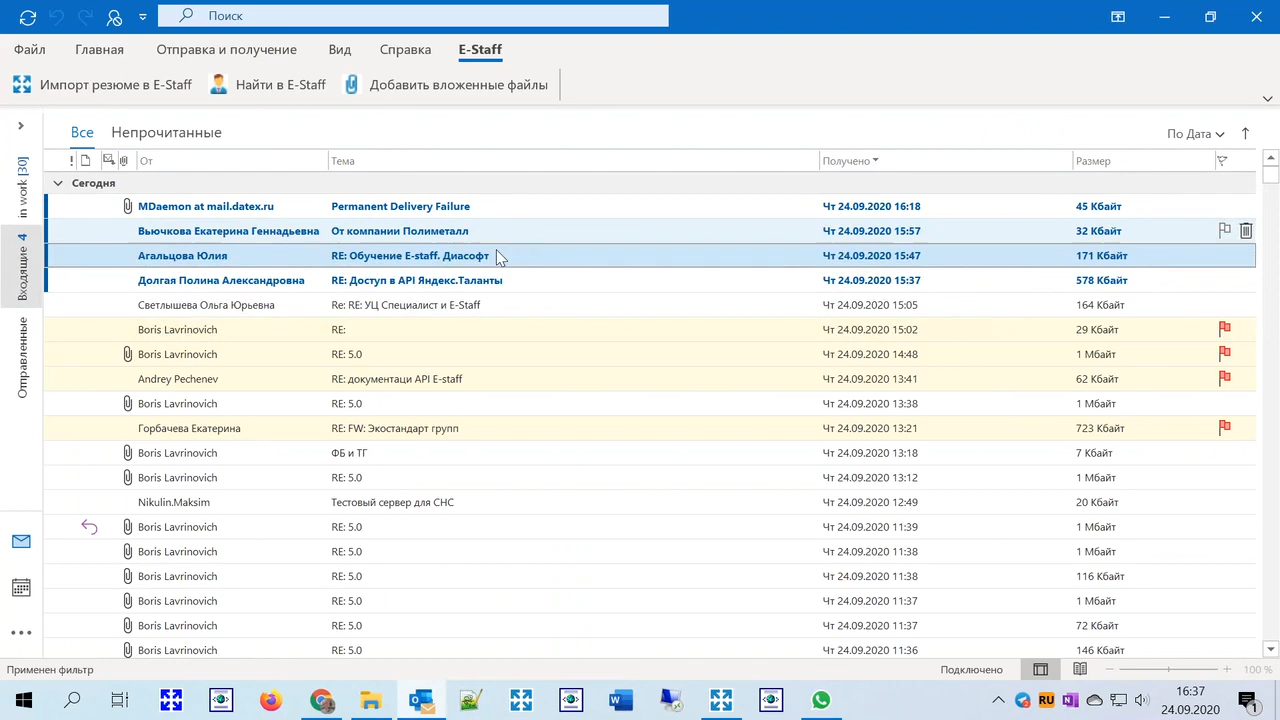 Поиск
Файл Главная Отправка и получение Вид Справка E-Staff
Импорт резюме в E-Staff Найти в E-Staff Добавить вложенные файлы
Все Непрочитанные По Дата
! От Тема Получено Размер
Сегодня
MDaemon at mail.datex.ru Permanent Delivery Failure Чт 24.09.2020 16:18 45 Кбайт
Вьючкова Екатерина Геннадьевна От компании Полиметалл Чт 24.09.2020 15:57 32 Кбайт
Агальцова Юлия RE: Обучение E-staff. Диасофт Чт 24.09.2020 15:47 171 Кбайт
Долгая Полина Александровна RE: Доступ в API Яндекс.Таланты Чт 24.09.2020 15:37 578 Кбайт
Светлышева Ольга Юрьевна Re: RE: УЦ Специалист и E-Staff Чт 24.09.2020 15:05 164 Кбайт
Boris Lavrinovich RE: Чт 24.09.2020 15:02 29 Кбайт
Boris Lavrinovich RE: 5.0 Чт 24.09.2020 14:48 1 Мбайт
Andrey Pechenev RE: документаци API E-staff Чт 24.09.2020 13:41 62 Кбайт
Boris Lavrinovich RE: 5.0 Чт 24.09.2020 13:38 1 Мбайт
Горбачева Екатерина RE: FW: Экостандарт групп Чт 24.09.2020 13:21 723 Кбайт
Boris Lavrinovich ФБ и ТГ Чт 24.09.2020 13:18 7 Кбайт
Boris Lavrinovich RE: 5.0 Чт 24.09.2020 13:12 1 Мбайт
Nikulin.Maksim Тестовый сервер для СНС Чт 24.09.2020 12:49 20 Кбайт
Boris Lavrinovich RE: 5.0 Чт 24.09.2020 11:39 1 Мбайт
Boris Lavrinovich RE: 5.0 Чт 24.09.2020 11:38 1 Мбайт
Boris Lavrinovich RE: 5.0 Чт 24.09.2020 11:38 116 Кбайт
Boris Lavrinovich RE: 5.0 Чт 24.09.2020 11:37 1 Мбайт
Boris Lavrinovich RE: 5.0 Чт 24.09.2020 11:37 72 Кбайт
Boris Lavrinovich RE: 5.0 Чт 24.09.2020 11:36 146 Кбайт
in work [30]
Входящие 4
Отправленные
Применен фильтр Подключено 100 %
RU 16:37
24.09.2020 1